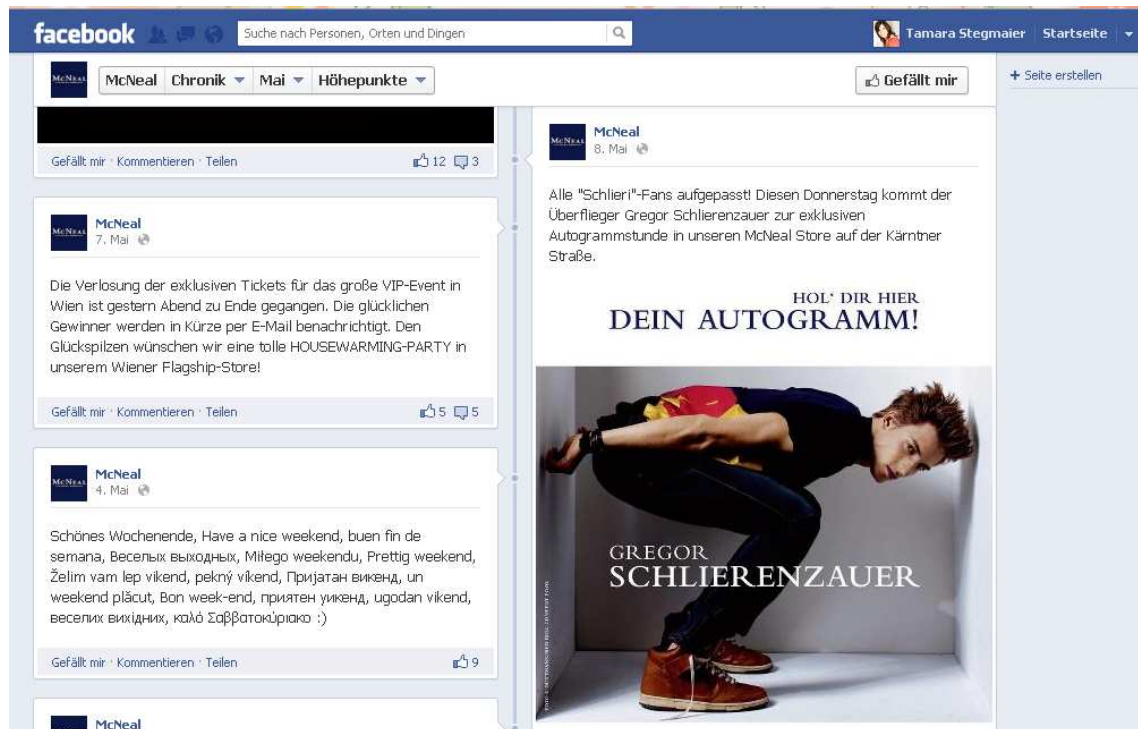 facebook
Suche nach Personen, Orten und Dingen
Tamara Stegmaier Startseite
McNEAL
McNeal Chronik Mai Höhepunkte
Gefällt mir
+ Seite erstellen
Gefällt mir · Kommentieren · Teilen 12 3
McNEAL
McNeal
7. Mai
Die Verlosung der exklusiven Tickets für das große VIP-Event in
Wien ist gestern Abend zu Ende gegangen. Die glücklichen
Gewinner werden in Kürze per E-Mail benachrichtigt. Den
Glückspilzen wünschen wir eine tolle HOUSEWARMING-PARTY in
unserem Wiener Flagship-Store!
Gefällt mir · Kommentieren · Teilen 5 5
McNEAL
McNeal
4. Mai
Schönes Wochenende, Have a nice weekend, buen fin de
semana, Веселых выходных, Miłego weekendu, Prettig weekend,
Želim vam lep vikend, pekný víkend, Пријатан викенд, un
weekend plăcut, Bon week-end, приятен уикенд, ugodan vikend,
веселих вихідних, καλό Σαββατοκύριακο :)
Gefällt mir · Kommentieren · Teilen 9
McNeal
McNEAL
McNeal
8. Mai
Alle "Schlieri"-Fans aufgepasst! Diesen Donnerstag kommt der
Überflieger Gregor Schlierenzauer zur exklusiven
Autogrammstunde in unseren McNeal Store auf der Kärntner
Straße.
HOL' DIR HIER
DEIN AUTOGRAMM!
GREGOR
SCHLIERENZAUER